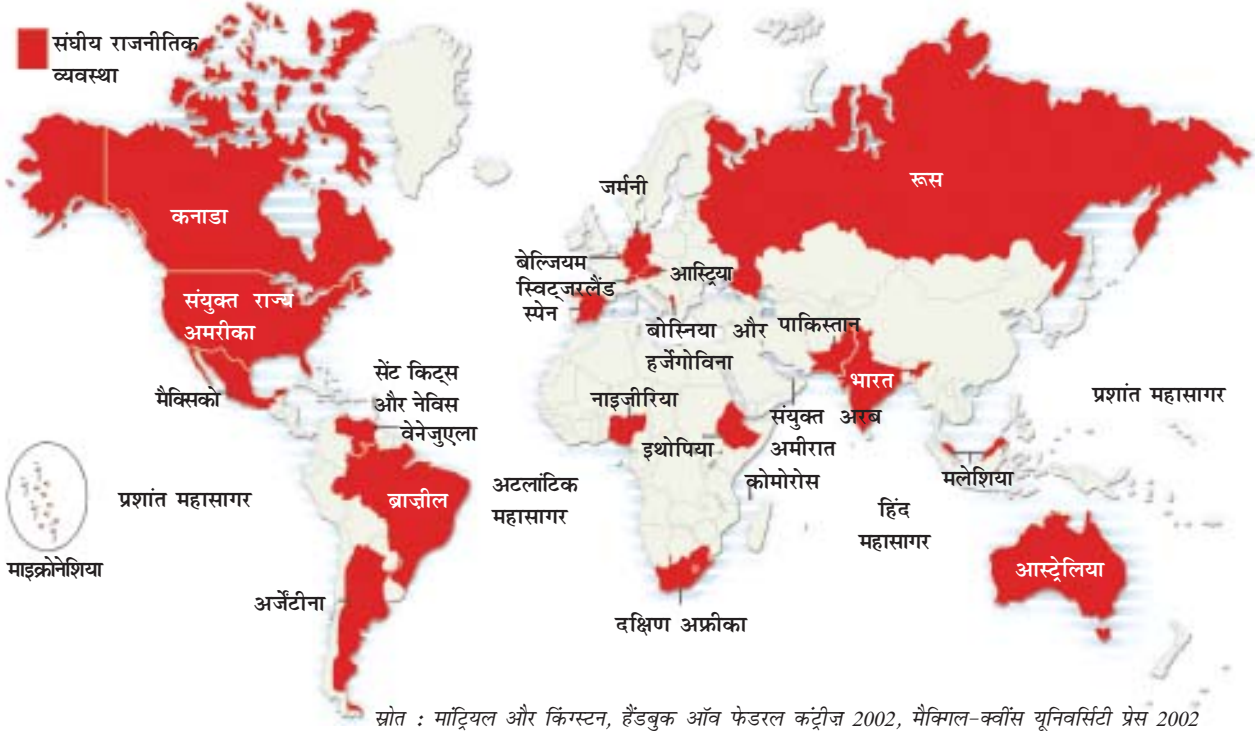 संघीय राजनीतिक
व्यवस्था
कनाडा
संयुक्त राज्य
अमरीका
मैक्सिको
सेंट किट्स
और नेविस
वेनेजुएला
ब्राज़ील
अर्जेंटीना
प्रशांत महासागर
माइक्रोनेशिया
अटलांटिक
महासागर
जर्मनी
बेल्जियम
स्विट्जरलैंड
स्पेन
आस्ट्रिया
बोस्निया और
हर्जेगोविना
रूस
पाकिस्तान
भारत
नाइजीरिया
इथोपिया
संयुक्त अरब
अमीरात
कोमोरोस
दक्षिण अफ्रीका
हिंद
महासागर
मलेशिया
प्रशांत महासागर
आस्ट्रेलिया
स्रोत : मांट्रियल और किंग्स्टन, हैंडबुक ऑव फेडरल कंट्रीज़ 2002, मैक्गिल-क्वींस यूनिवर्सिटी प्रेस 2002